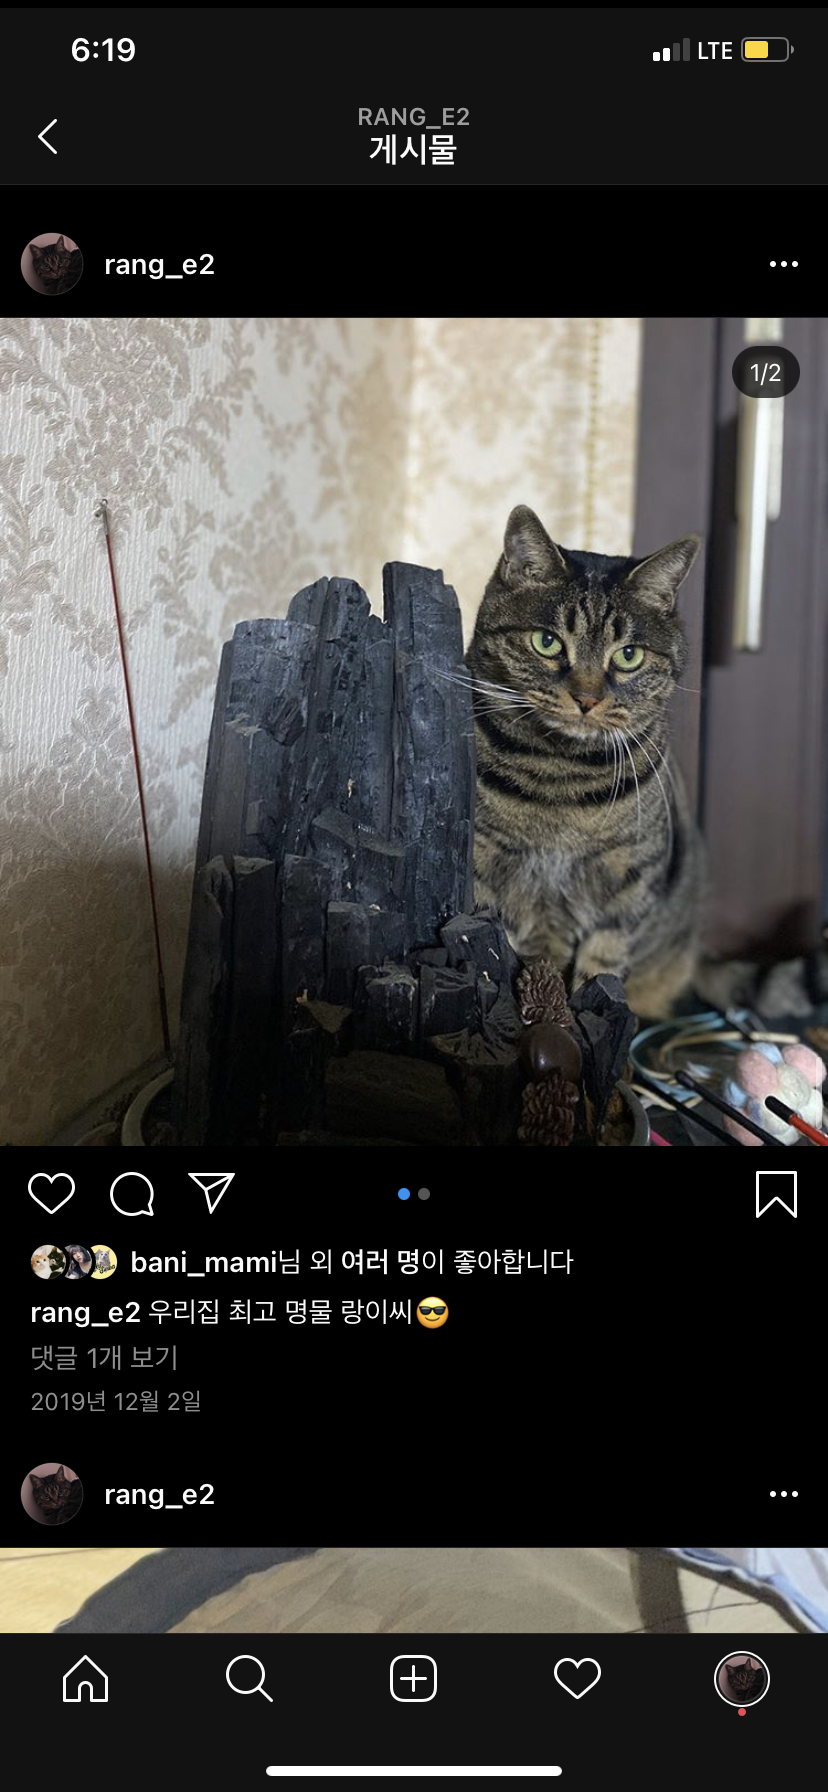 6:19
LTE
RANG_E2
게시물
rang_e2
1/2
bani_mami님 외 여러 명이 좋아합니다
rang_e2 우리집 최고 명물 랑이씨😎
댓글 1개 보기
2019년 12월 2일
rang_e2